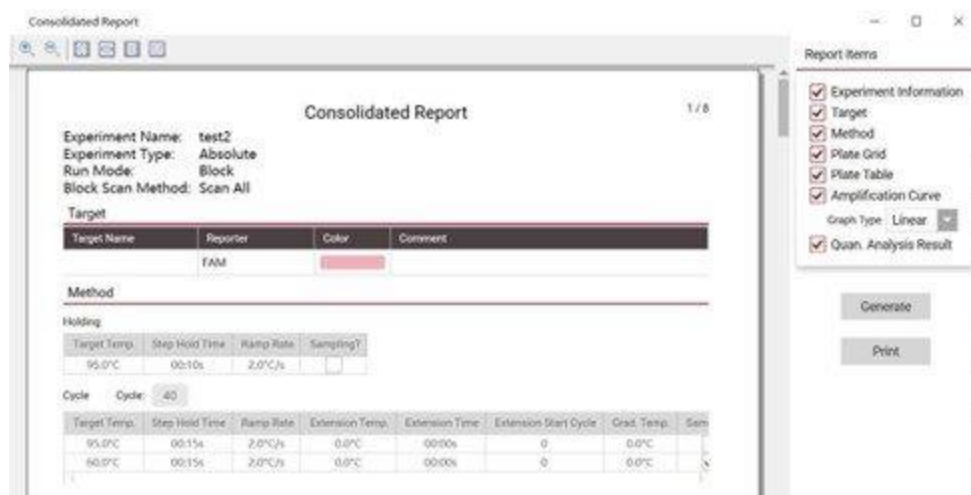 Consolidated Report
Report Items
Experiment Information
Target
Method
Plate Grid
Plate Table
Amplification Curve
Graph Type Linear
Quan. Analysis Result
Generate
Print
Consolidated Report 1 / 8
Experiment Name: test2
Experiment Type: Absolute
Run Mode: Block
Block Scan Method: Scan All
Target
Target Name Reporter Color Comment
FAM
Method
Holding
Target Temp. Step Hold Time Ramp Rate Sampling?
95.0°C 00:10s 2.0°C/s
Cycle Cycle: 40
Target Temp. Step Hold Time Ramp Rate Extension Temp. Extension Time Extension Start Cycle Grad. Temp. Sam
95.0°C 00:15s 2.0°C/s 0.0°C 00:00s 0 0.0°C
60.0°C 00:15s 2.0°C/s 0.0°C 00:00s 0 0.0°C